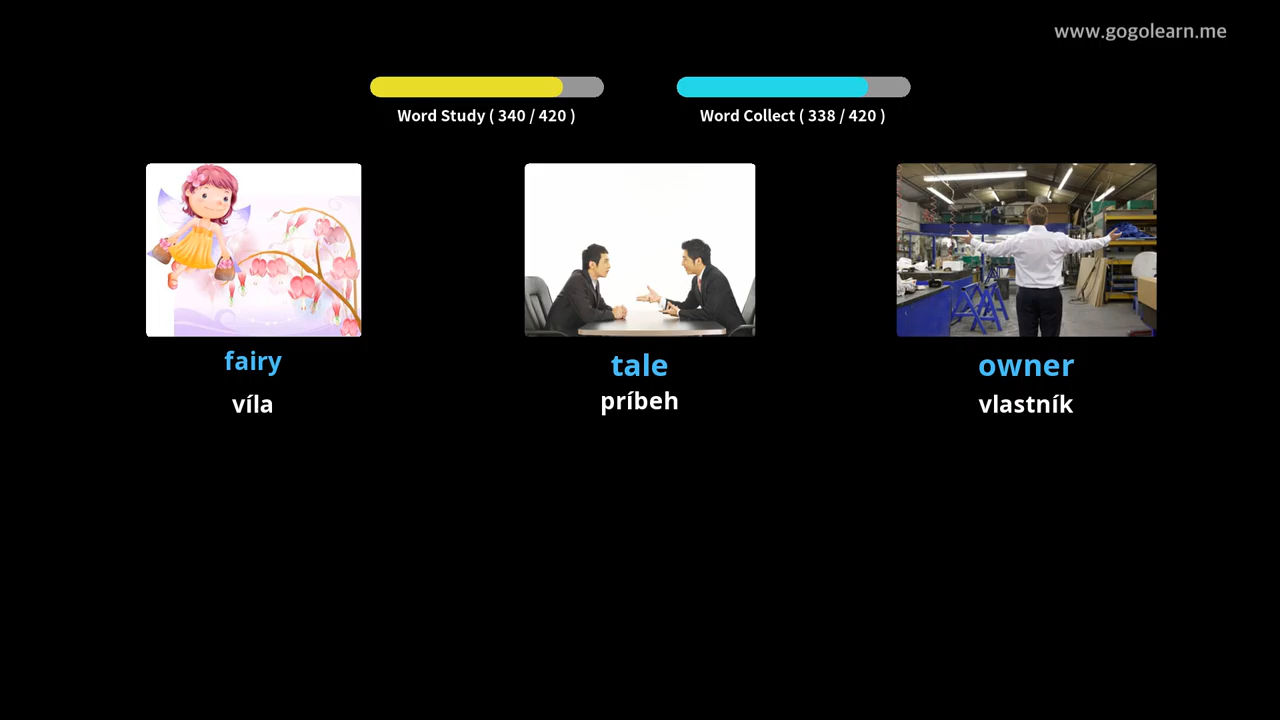 www.gogolearn.me
Word Study ( 340 / 420 )
Word Collect ( 338 / 420 )
fairy
tale
owner
víla
príbeh
vlastník